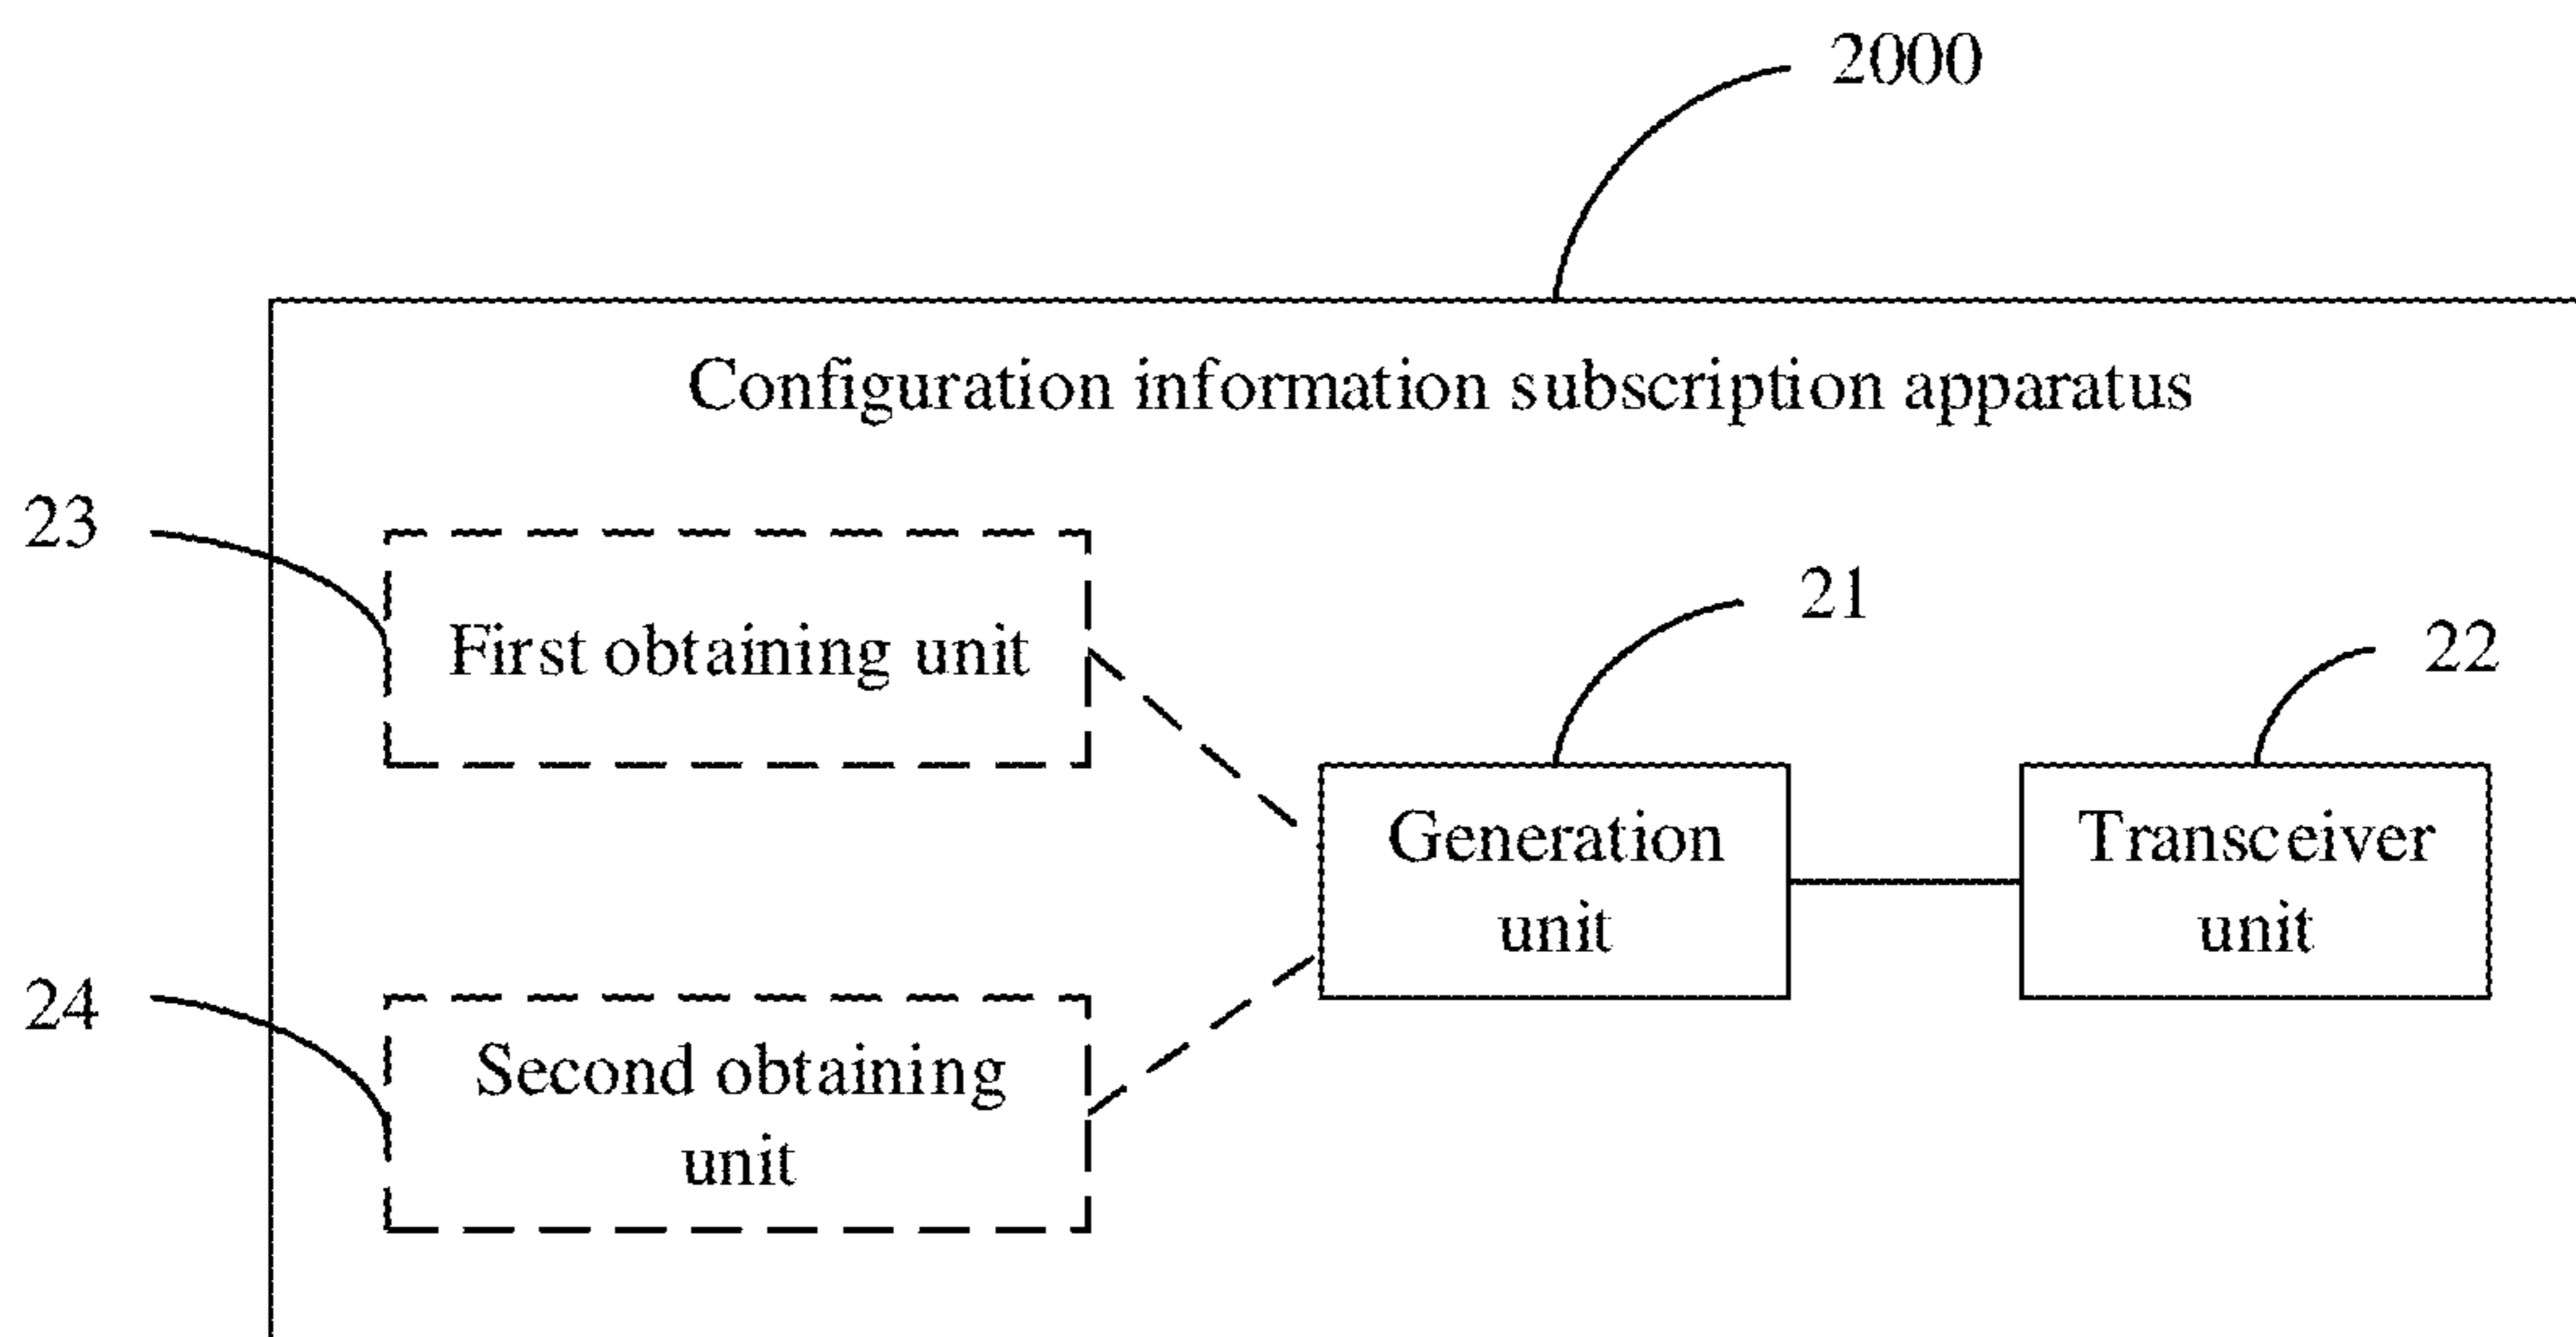 2000
Configuration information subscription apparatus
23
First obtaining unit
21
22
Generation
unit
Transceiver
unit
24
Second obtaining
unit